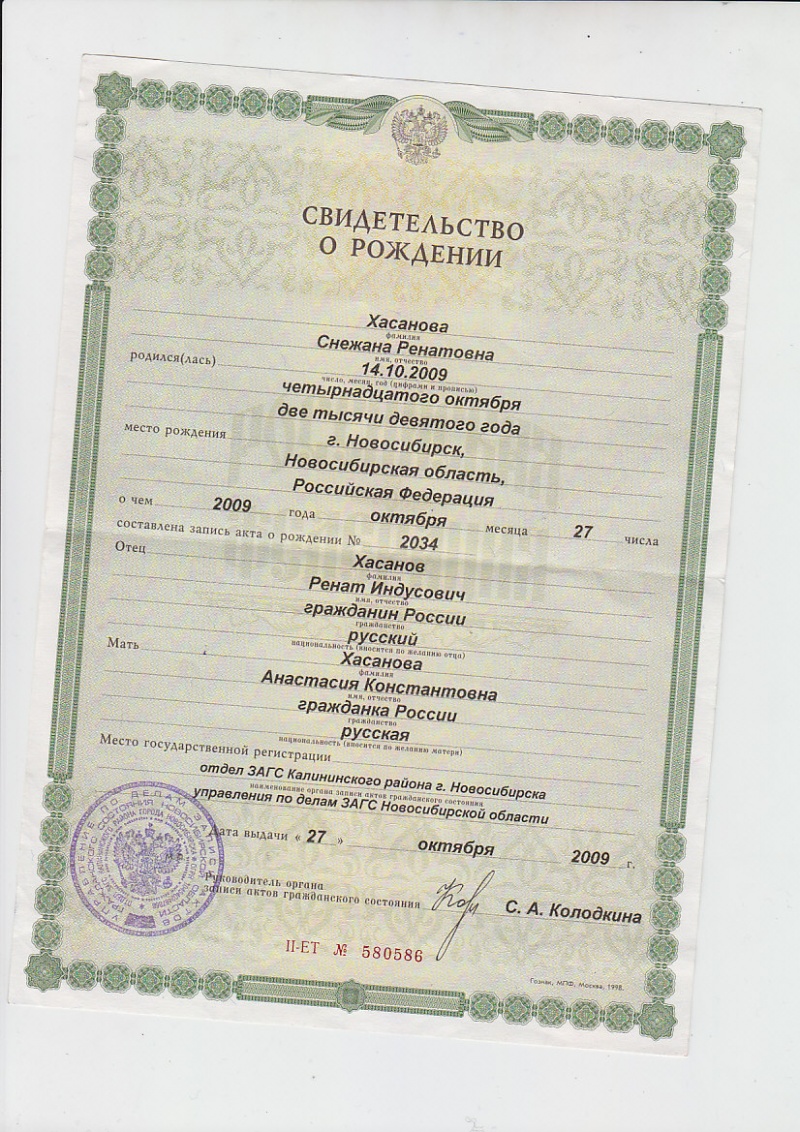 СВИДЕТЕЛЬСТВО
О РОЖДЕНИИ
Хасанова
фамилия
Снежана Ренатовна
имя, отчество
родился(лась) 14.10.2009
число, месяц, год (цифрами и прописью)
четырнадцатого октября
две тысячи девятого года
место рождения г. Новосибирск,
Новосибирская область,
Российская Федерация
о чем 2009 года октября месяца 27 числа
составлена запись акта о рождении № 2034
Отец Хасанов
фамилия
Ренат Индусович
имя, отчество
гражданин России
гражданство
русский
национальность (вносится по желанию отца)
Мать Хасанова
фамилия
Анастасия Константовна
имя, отчество
гражданка России
гражданство
русская
национальность (вносится по желанию матери)
Место государственной регистрации
отдел ЗАГС Калининского района г. Новосибирска
наименование органа записи актов гражданского состояния
управления по делам ЗАГС Новосибирской области
Дата выдачи « 27 » октября 2009 г.
Руководитель органа
записи актов гражданского состояния С. А. Колодкина
II-ЕТ № 580586
Гознак, МПФ, Москва, 1998.